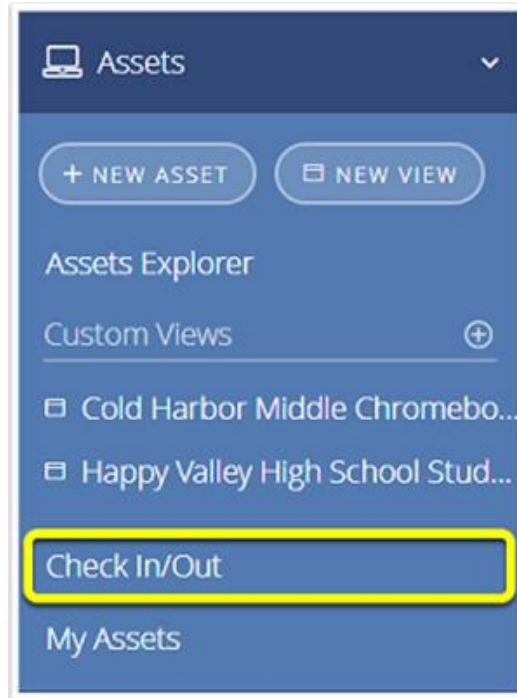 Assets
+ NEW ASSET NEW VIEW
Assets Explorer
Custom Views
Cold Harbor Middle Chromebo...
Happy Valley High School Stud...
Check In/Out
My Assets